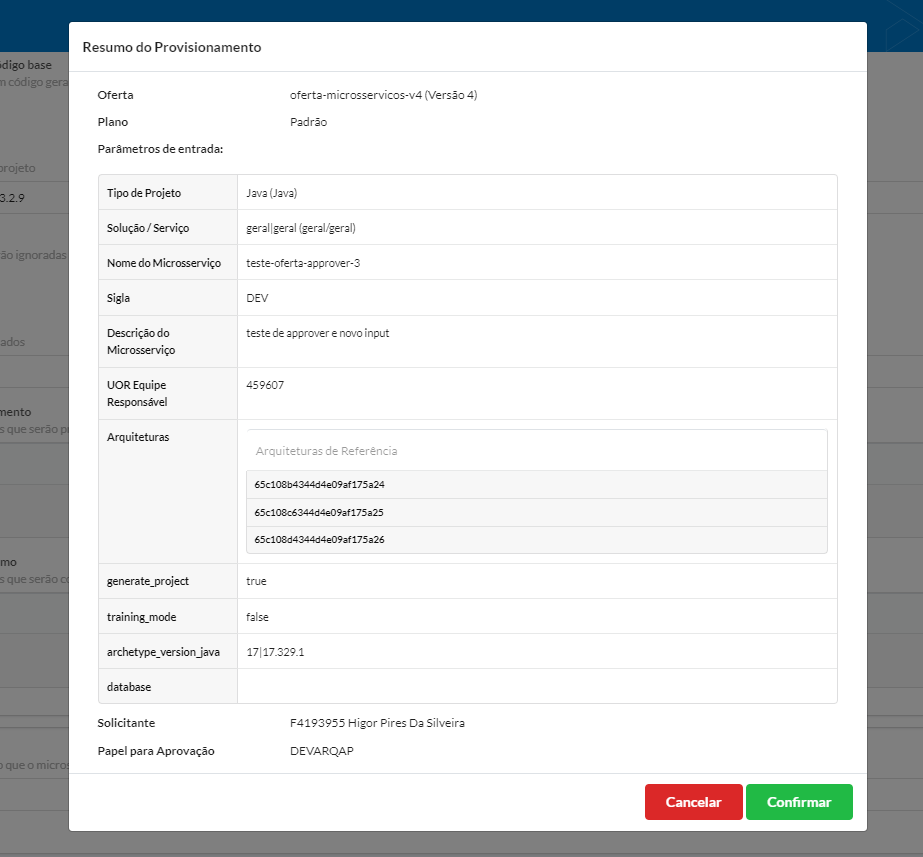 Resumo do Provisionamento
ódigo base
m código gera
projeto
3.2.9
ão ignoradas
ados
mento
s que serão p
mo
s que serão co
o que o micros
Oferta oferta-microsservicos-v4 (Versão 4)
Plano Padrão
Parâmetros de entrada:
Tipo de Projeto Java (Java)
Solução / Serviço geral|geral (geral/geral)
Nome do Microsserviço teste-oferta-approver-3
Sigla DEV
Descrição do teste de approver e novo input
Microsserviço
UOR Equipe 459607
Responsável
Arquiteturas
Arquiteturas de Referência
65c108b4344d4e09af175a24
65c108c6344d4e09af175a25
65c108d4344d4e09af175a26
generate_project true
training_mode false
archetype_version_java 17|17.329.1
database
Solicitante F4193955 Higor Pires Da Silveira
Papel para Aprovação DEVARQAP
Cancelar Confirmar